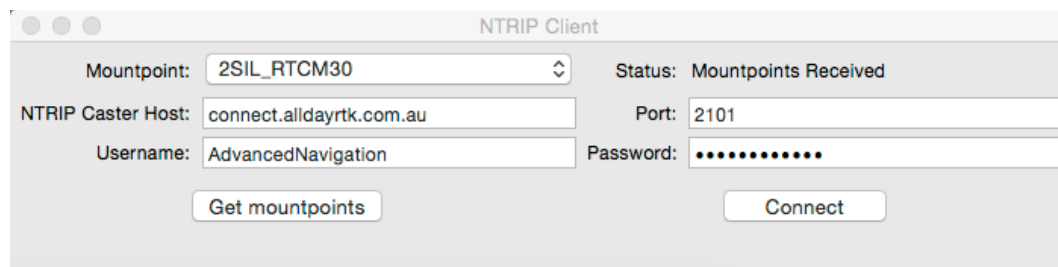 NTRIP Client
Mountpoint: 2SIL_RTCM30 Status: Mountpoints Received
NTRIP Caster Host: connect.alldayrtk.com.au Port: 2101
Username: AdvancedNavigation Password: ••••••••••••
Get mountpoints Connect